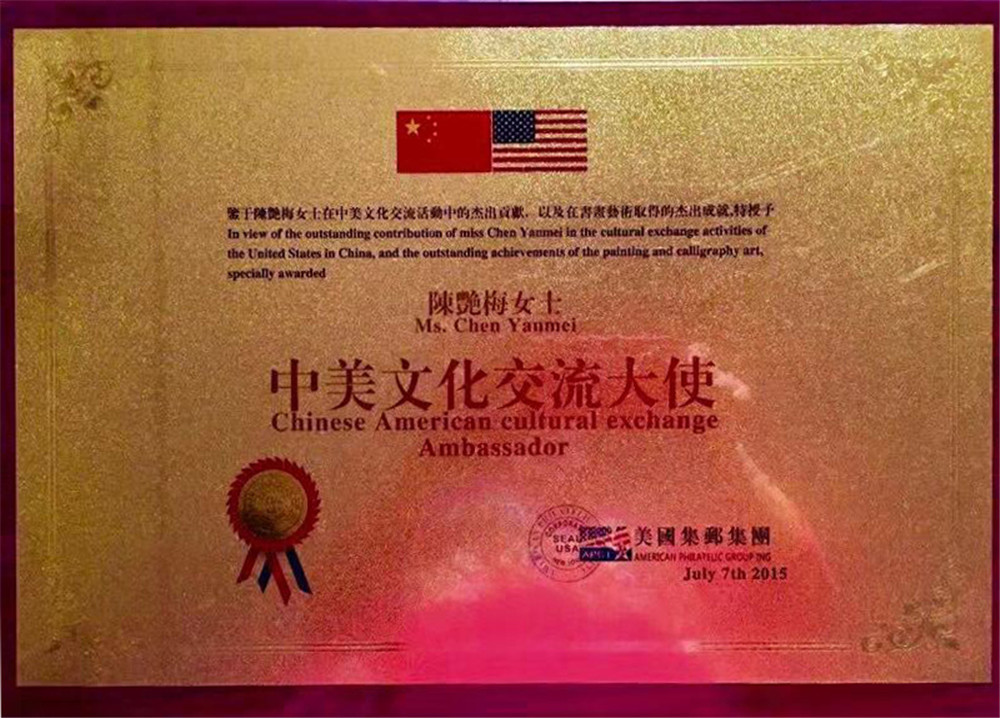 鑒于陳艷梅女士在中美文化交流活動中的杰出貢獻，以及在書畫藝術取得的杰出成就,特授予
In view of the outstanding contribution of miss Chen Yanmei in the cultural exchange activities of
the United States in China, and the outstanding achievements of the painting and calligraphy art,
specially awarded
陳艷梅女士
Ms. Chen Yanmei
中美文化交流大使
Chinese American cultural exchange
Ambassador
CORPORATE
SEAL
USA
美國集郵集團
AMERICAN PHILATELIC GROUP ING
July 7th 2015